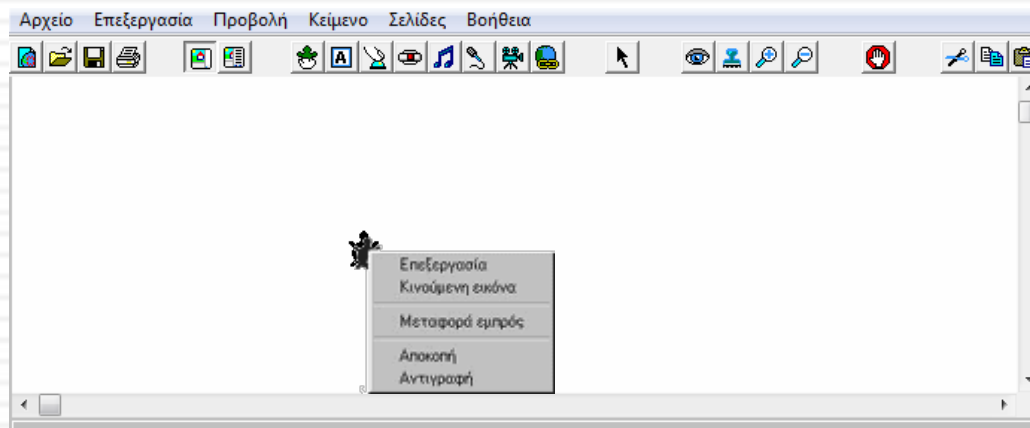 Αρχείο Επεξεργασία Προβολή Κείμενο Σελίδες Βοήθεια
A
Επεξεργασία
Κινούμενη εικόνα
Μεταφορά εμπρός
Αποκοπή
Αντιγραφή